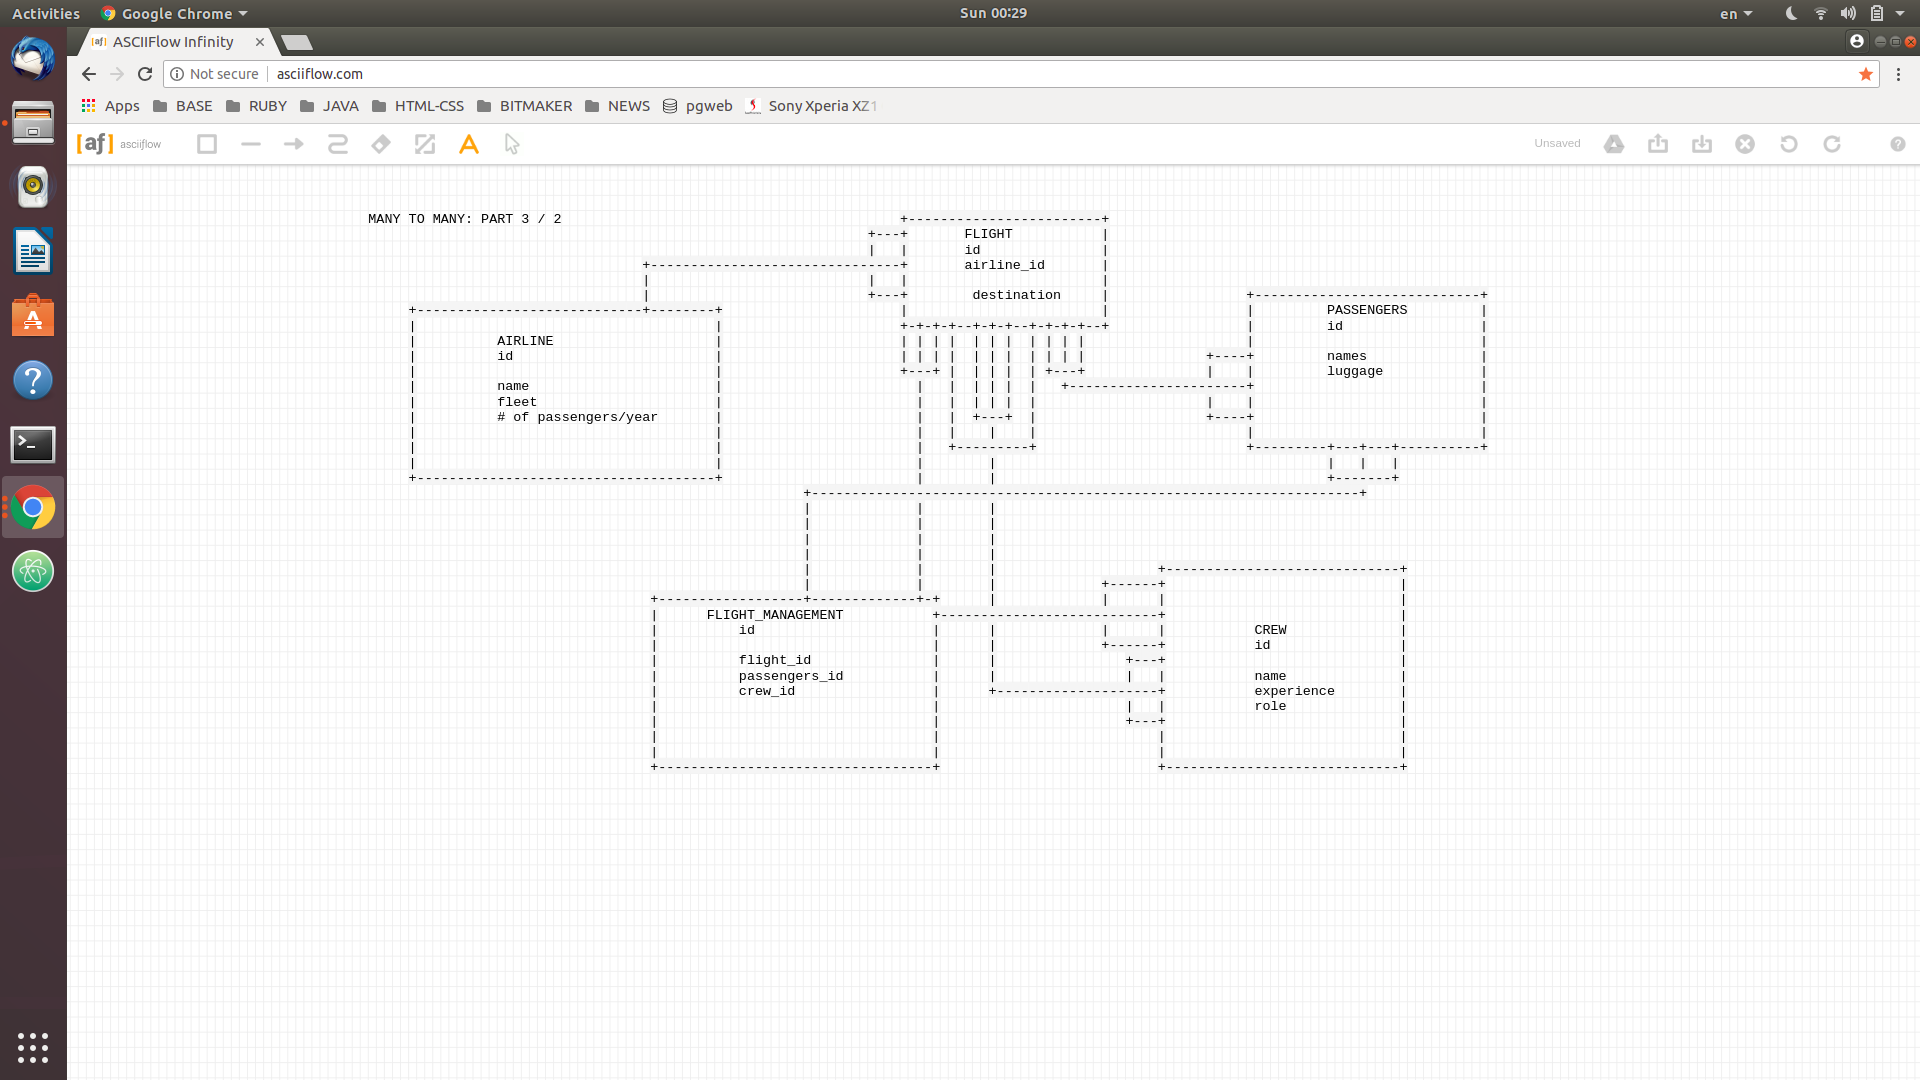 Activities
Google Chrome
Sun 00:29
en
[af] ASCIIFlow Infinity
Not secure
asciiflow.com
Apps
BASE
RUBY
JAVA
HTML-CSS
BITMAKER
NEWS
pgweb
Sony Xperia XZ1
[af] asciiflow
A
Unsaved
MANY TO MANY: PART 3 / 2
FLIGHT
id
airline_id
destination
AIRLINE
id
name
fleet
# of passengers/year
PASSENGERS
id
names
luggage
FLIGHT_MANAGEMENT
id
flight_id
passengers_id
crew_id
CREW
id
name
experience
role